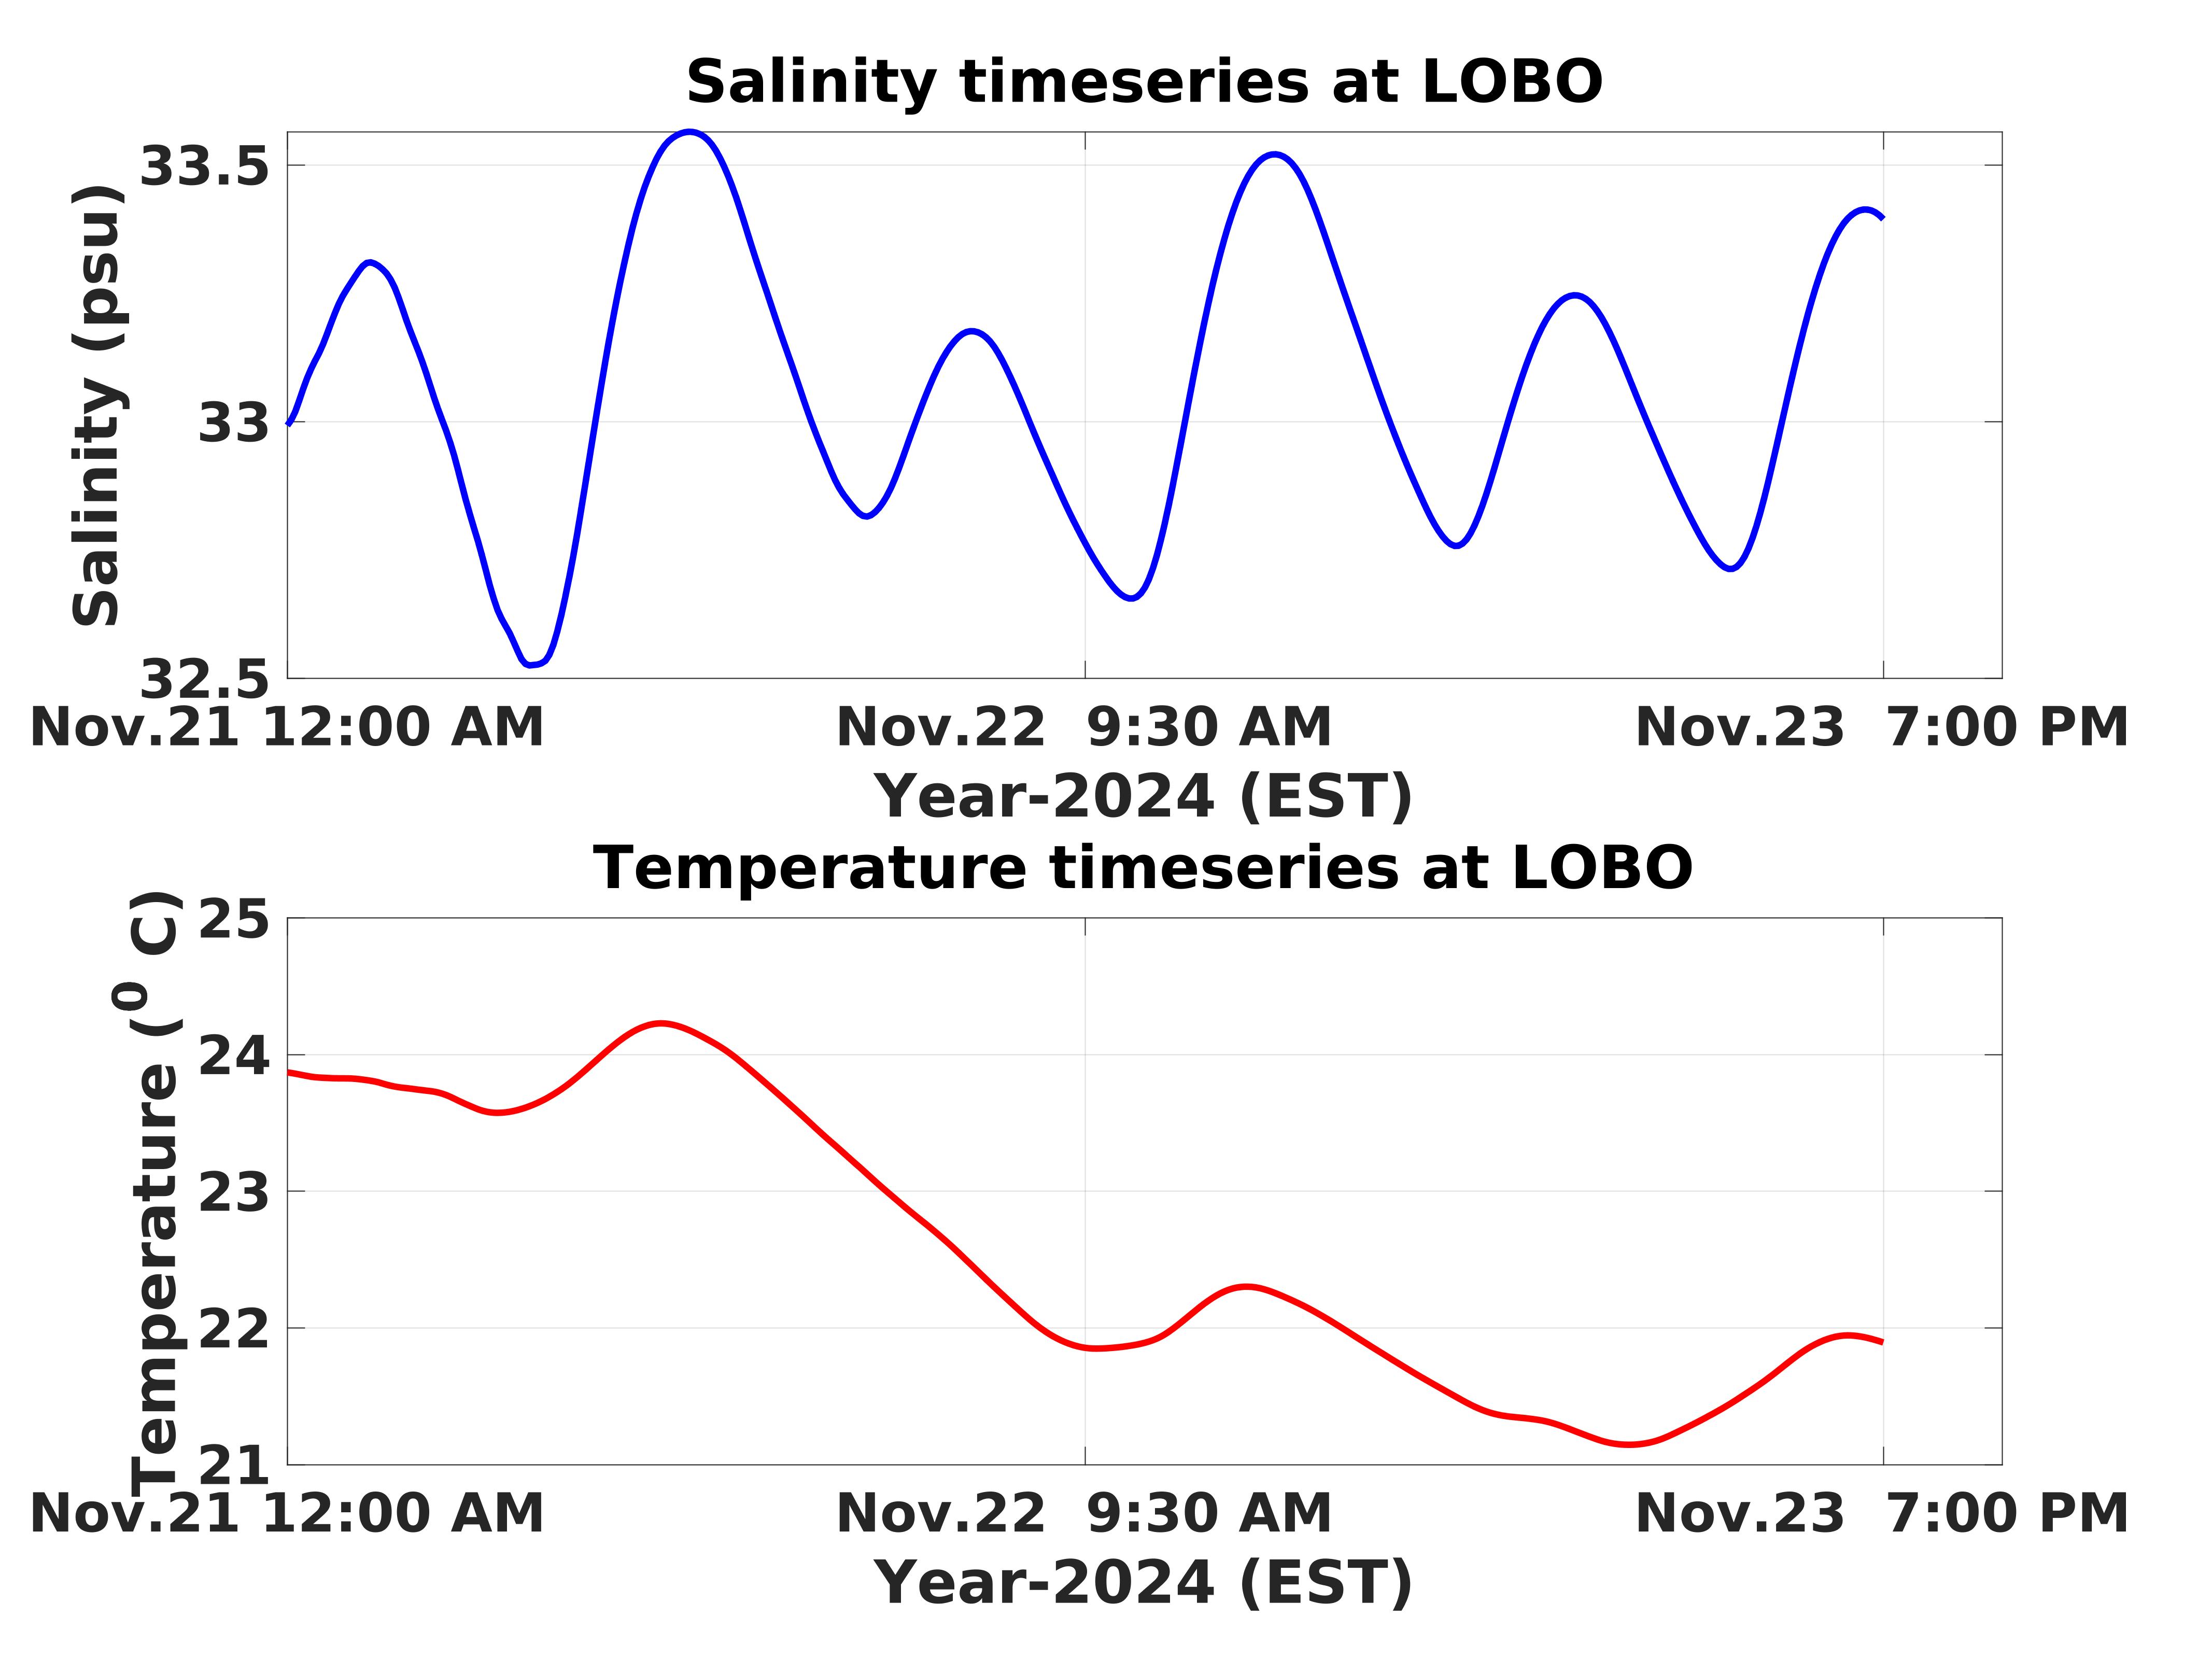 Salinity timeseries at LOBO
Salinity (psu)
33.5
33
32.5
Nov.21 12:00 AM Nov.22 9:30 AM Nov.23 7:00 PM
Year-2024 (EST)
Temperature timeseries at LOBO
Temperature (⁰ C)
25
24
23
22
21
Nov.21 12:00 AM Nov.22 9:30 AM Nov.23 7:00 PM
Year-2024 (EST)